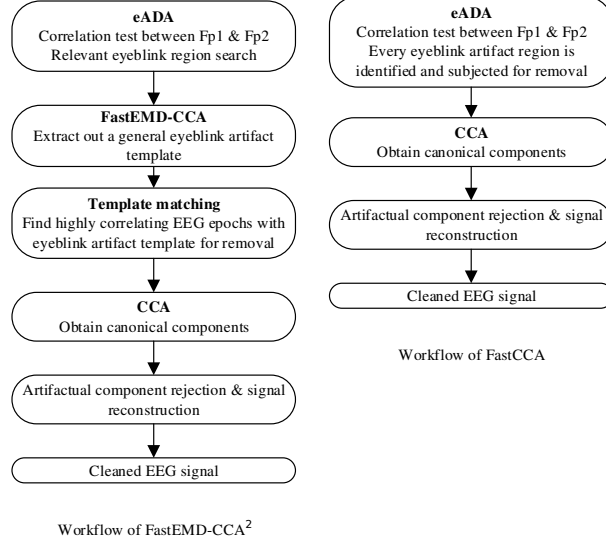 eADA
Correlation test between Fp1 & Fp2
Relevant eyeblink region search
FastEMD-CCA
Extract out a general eyeblink artifact
template
Template matching
Find highly correlating EEG epochs with
eyeblink artifact template for removal
CCA
Obtain canonical components
Artifactual component rejection & signal
reconstruction
Cleaned EEG signal
Workflow of FastEMD-CCA²
eADA
Correlation test between Fp1 & Fp2
Every eyeblink artifact region is
identified and subjected for removal
CCA
Obtain canonical components
Artifactual component rejection & signal
reconstruction
Cleaned EEG signal
Workflow of FastCCA